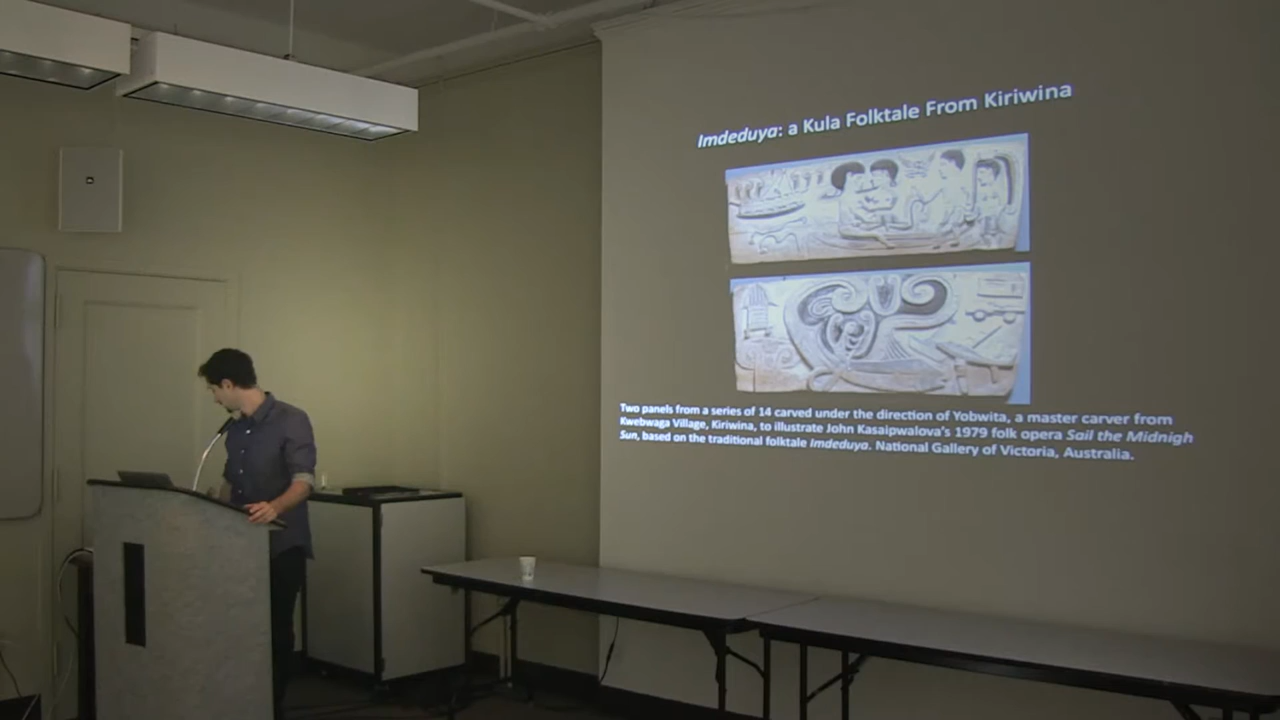 Imdeduya: a Kula Folktale From Kiriwina
Two panels from a series of 14 carved under the direction of Yobwita, a master carver from
Kwebwaga Village, Kiriwina, to illustrate John Kasaipwalova's 1979 folk opera Sail the Midnigh
Sun, based on the traditional folktale Imdeduya. National Gallery of Victoria, Australia.